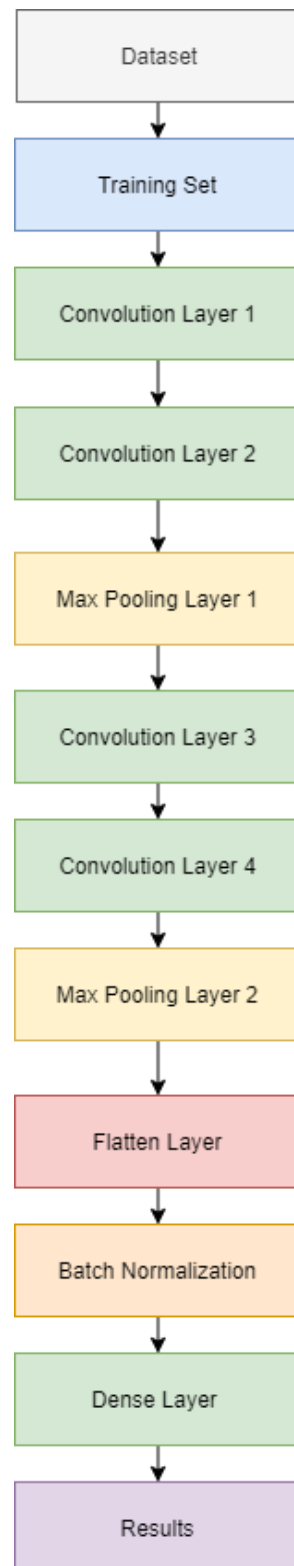 Dataset
Training Set
Convolution Layer 1
Convolution Layer 2
Max Pooling Layer 1
Convolution Layer 3
Convolution Layer 4
Max Pooling Layer 2
Flatten Layer
Batch Normalization
Dense Layer
Results